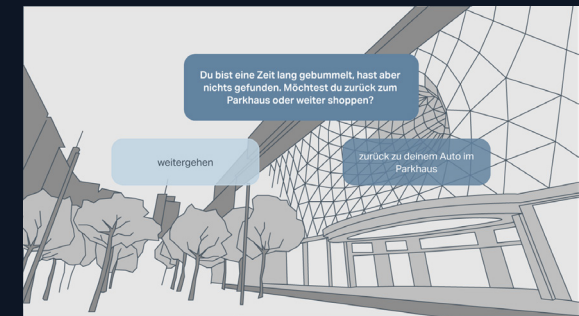 Du bist eine Zeit lang gebummelt, hast aber
nichts gefunden. Möchtest du zurück zum
Parkhaus oder weiter shoppen?
weitergehen
zurück zu deinem Auto im
Parkhaus